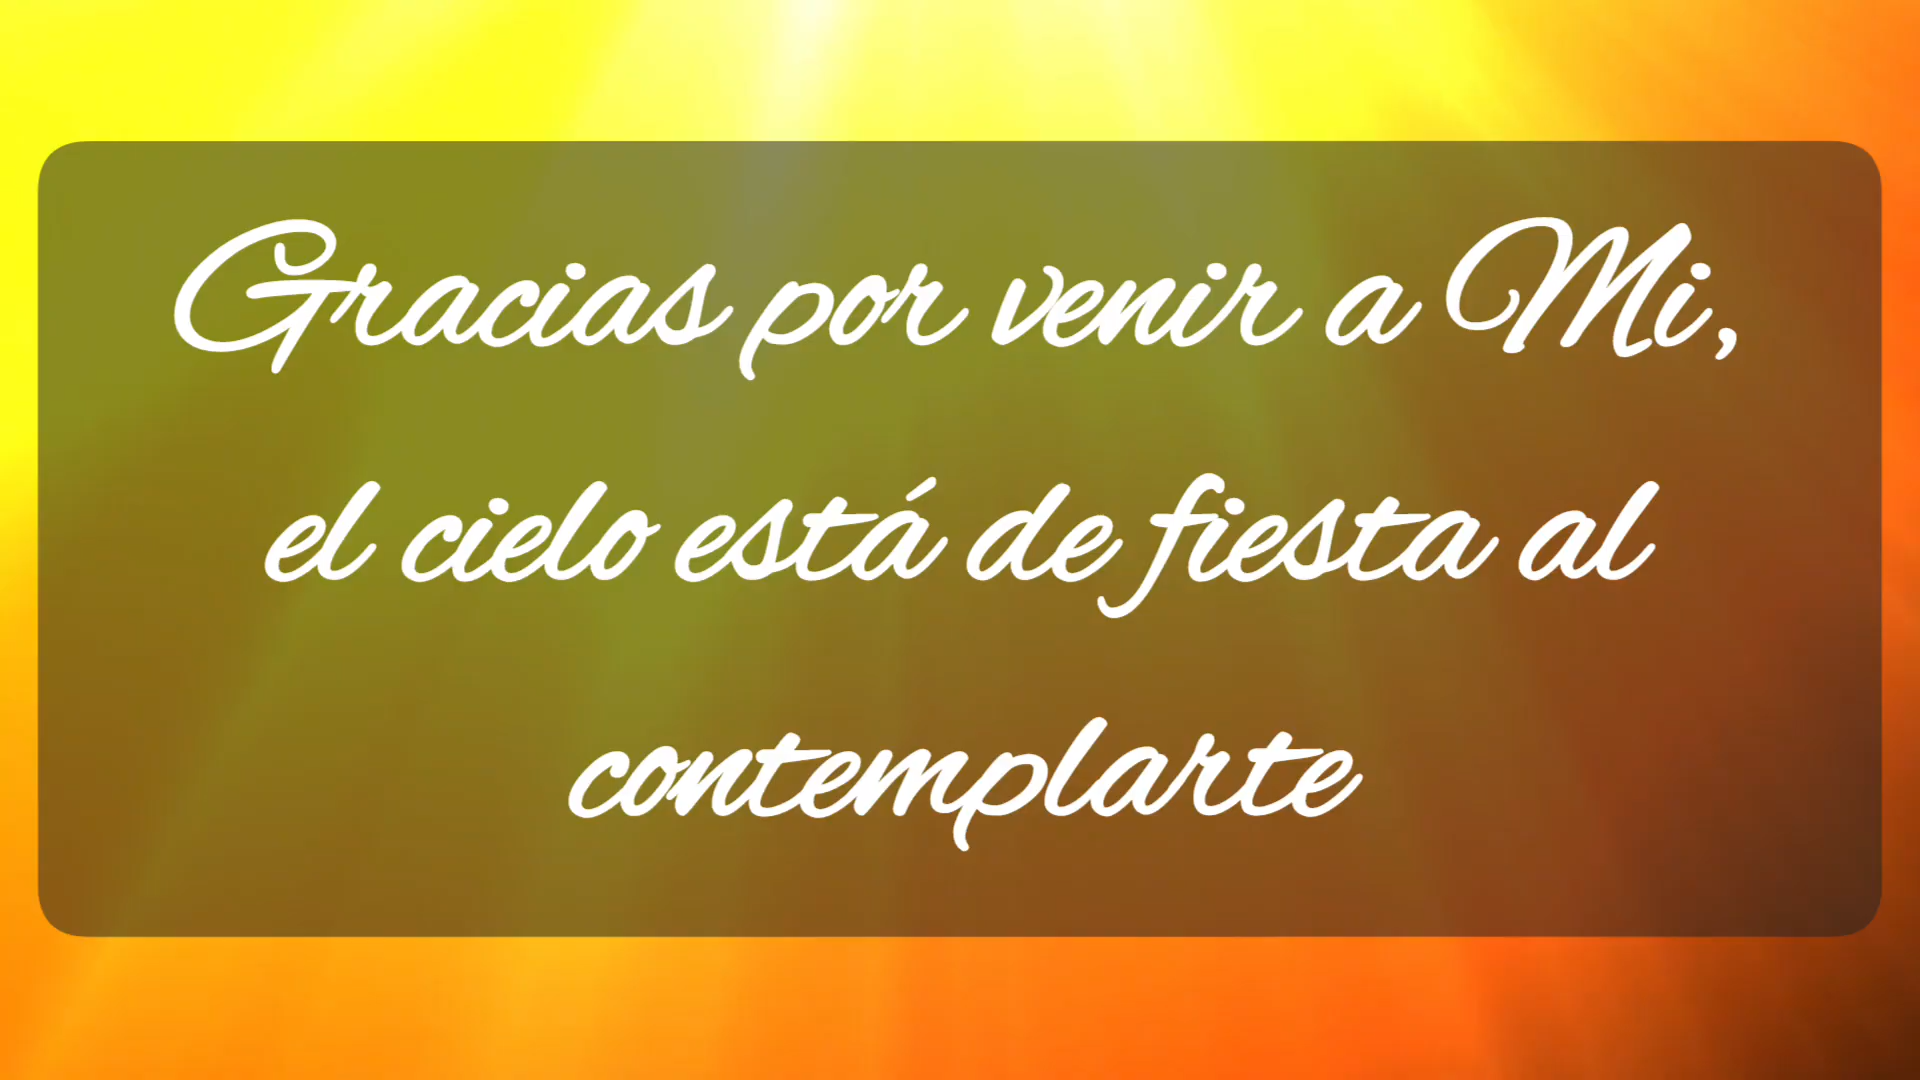 Gracias por venir a Mi,
el cielo está de fiesta al
contemplarte